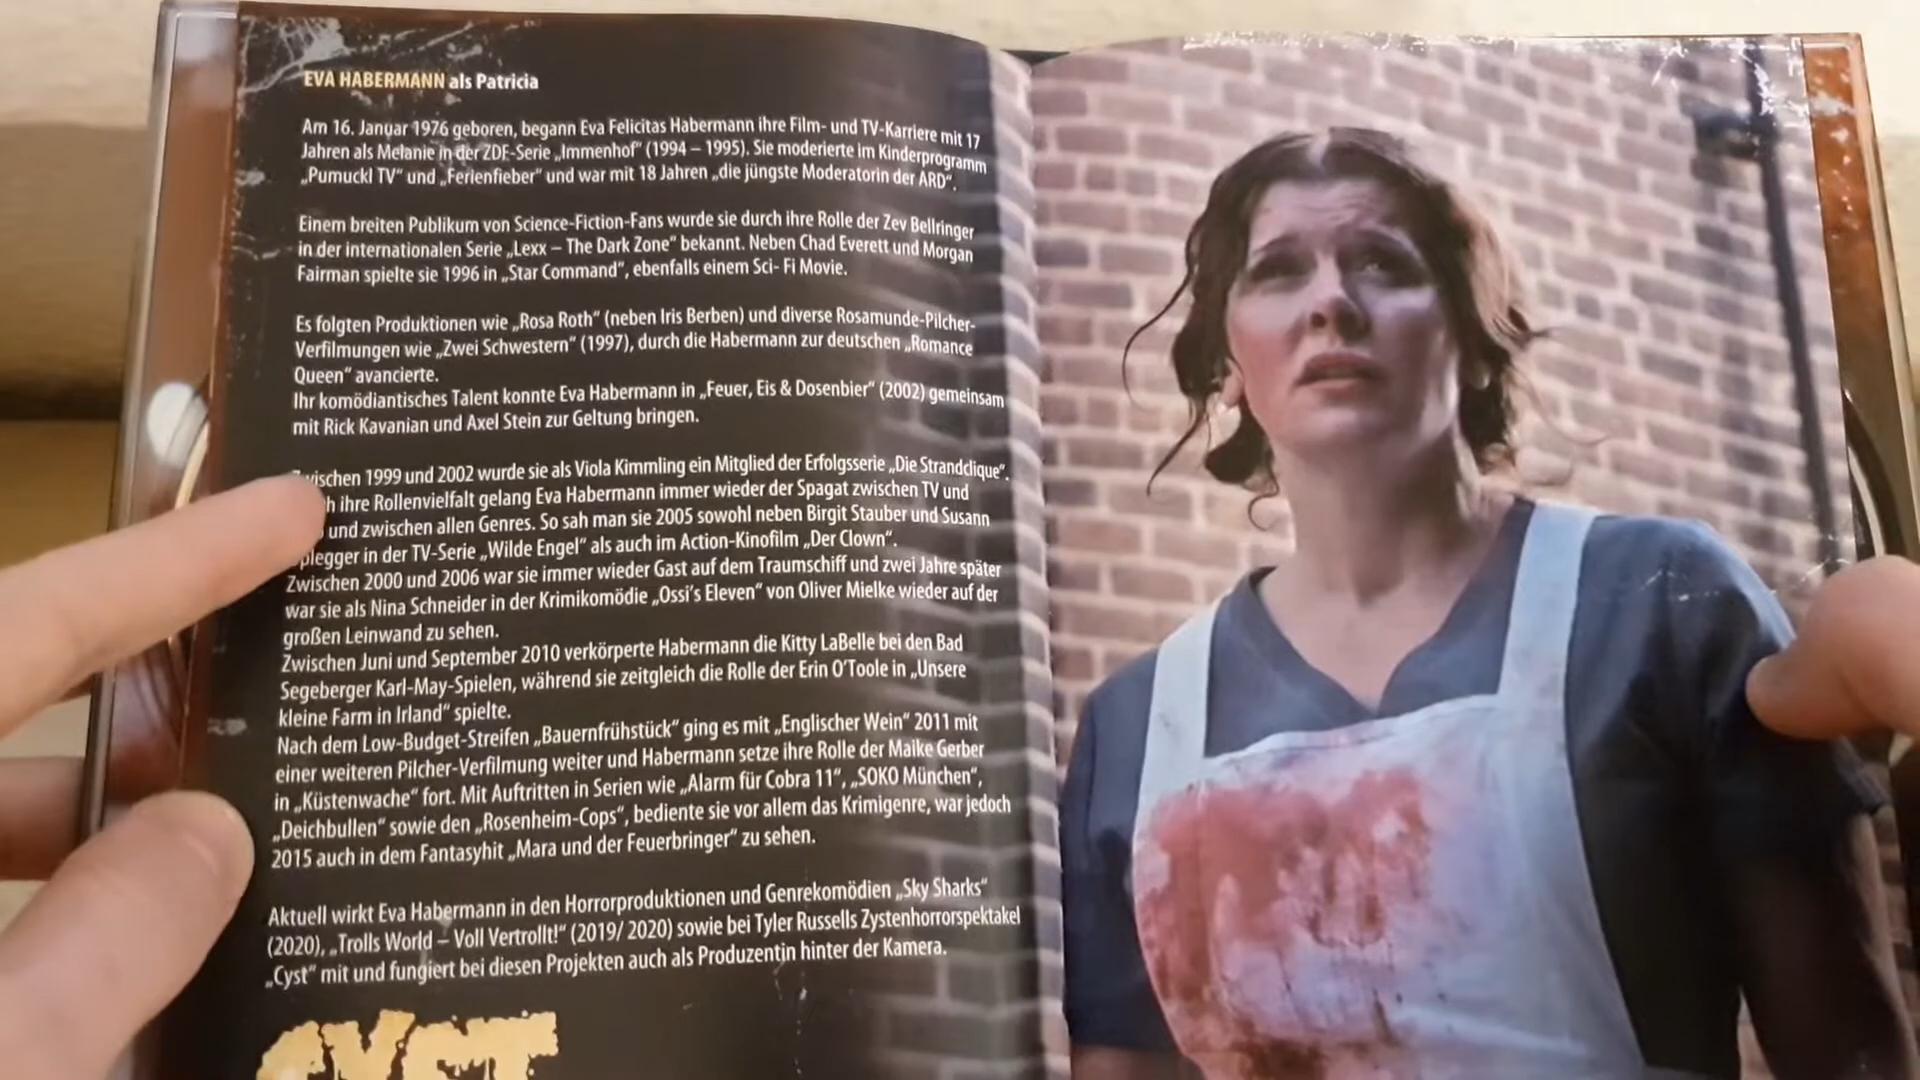 EVA HABERMANN als Patricia
Am 16. Januar 1976 geboren, begann Eva Felicitas Habermann ihre Film- und TV-Karriere mit 17
Jahren als Melanie in der ZDF-Serie „Immenhof“ (1994 – 1995). Sie moderierte im Kinderprogramm
„Pumuckl TV“ und „Ferienfieber“ und war mit 18 Jahren „die jüngste Moderatorin der ARD“.
Einem breiten Publikum von Science-Fiction-Fans wurde sie durch ihre Rolle der Zev Bellringer
in der internationalen Serie „Lexx – The Dark Zone“ bekannt. Neben Chad Everett und Morgan
Fairman spielte sie 1996 in „Star Command“, ebenfalls einem Sci- Fi Movie.
Es folgten Produktionen wie „Rosa Roth“ (neben Iris Berben) und diverse Rosamunde-Pilcher-
Verfilmungen wie „Zwei Schwestern“ (1997), durch die Habermann zur deutschen „Romance
Queen“ avancierte.
Ihr komödiantisches Talent konnte Eva Habermann in „Feuer, Eis & Dosenbier“ (2002) gemeinsam
mit Rick Kavanian und Axel Stein zur Geltung bringen.
Zwischen 1999 und 2002 wurde sie als Viola Kimmling ein Mitglied der Erfolgsserie „Die Strandclique“.
ihre Rollenvielfalt gelang Eva Habermann immer wieder der Spagat zwischen TV und
und zwischen allen Genres. So sah man sie 2005 sowohl neben Birgit Stauber und Susann
in der TV-Serie „Wilde Engel“ als auch im Action-Kinofilm „Der Clown“.
Zwischen 2000 und 2006 war sie immer wieder Gast auf dem Traumschiff und zwei Jahre später
war sie als Nina Schneider in der Krimikomödie „Ossi's Eleven“ von Oliver Mielke wieder auf der
großen Leinwand zu sehen.
Zwischen Juni und September 2010 verkörperte Habermann die Kitty LaBelle bei den Bad
Segeberger Karl-May-Spielen, während sie zeitgleich die Rolle der Erin O'Toole in „Unsere
kleine Farm in Irland“ spielte.
Nach dem Low-Budget-Streifen „Bauernfrühstück“ ging es mit „Englischer Wein“ 2011 mit
einer weiteren Pilcher-Verfilmung weiter und Habermann setze ihre Rolle der Maike Gerber
in „Küstenwache“ fort. Mit Auftritten in Serien wie „Alarm für Cobra 11“, „SOKO München“,
„Deichbullen“ sowie den „Rosenheim-Cops“, bediente sie vor allem das Krimigenre, war jedoch
2015 auch in dem Fantasyhit „Mara und der Feuerbringer“ zu sehen.
Aktuell wirkt Eva Habermann in den Horrorproduktionen und Genrekomödien „Sky Sharks“
(2020), „Trolls World – Voll Vertrollt!“ (2019/ 2020) sowie bei Tyler Russells Zystenhorrorspektakel
„Cyst“ mit und fungiert bei diesen Projekten auch als Produzentin hinter der Kamera.
CYST